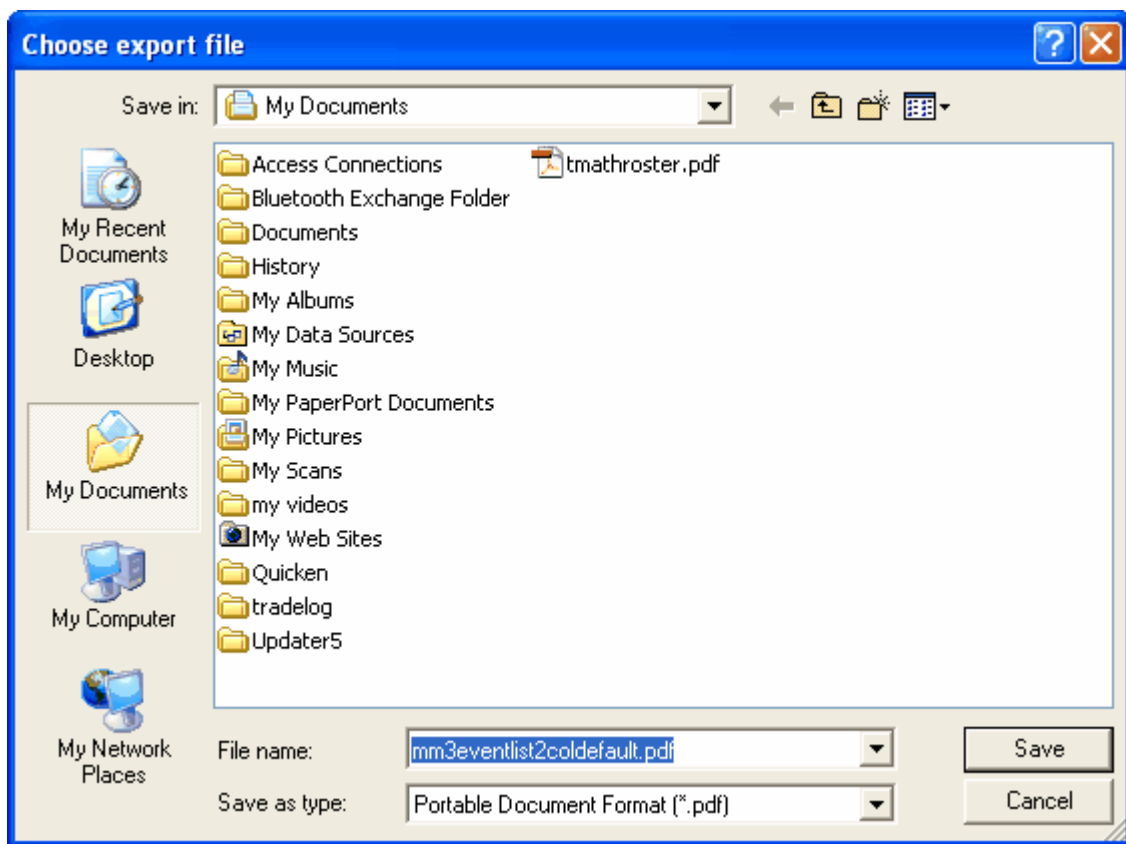 Choose export file
Save in:
My Documents
My Recent
Documents
Desktop
My Documents
My Computer
My Network
Places
Access Connections
Bluetooth Exchange Folder
Documents
History
My Albums
My Data Sources
My Music
My PaperPort Documents
My Pictures
My Scans
my videos
My Web Sites
Quicken
tradelog
Updater5
tmathroster.pdf
File name:
mm3eventlist2coldefault.pdf
Save
Save as type:
Portable Document Format (*.pdf)
Cancel